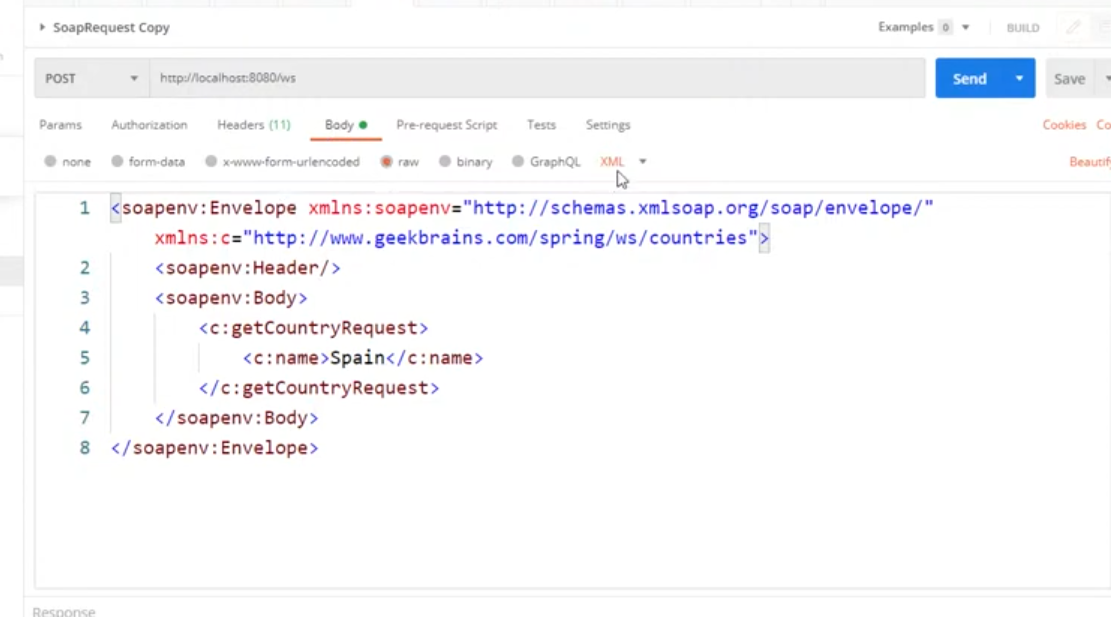 SoapRequest Copy Examples 0 BUILD
POST http://localhost:8080/ws Send Save
Params Authorization Headers (11) Body Pre-request Script Tests Settings Cookies
none form-data x-www-form-urlencoded raw binary GraphQL XML Beautify
1 <soapenv:Envelope xmlns:soapenv="http://schemas.xmlsoap.org/soap/envelope/"
xmlns:c="http://www.geekbrains.com/spring/ws/countries">
2 <soapenv:Header/>
3 <soapenv:Body>
4 <c:getCountryRequest>
5 <c:name>Spain</c:name>
6 </c:getCountryRequest>
7 </soapenv:Body>
8 </soapenv:Envelope>
Response